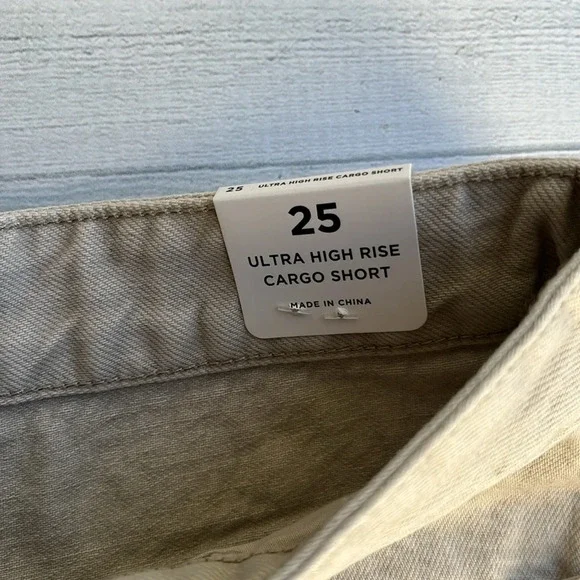 25 ULTRA HIGH RISE CARGO SHORT
25
ULTRA HIGH RISE
CARGO SHORT
MADE IN CHINA